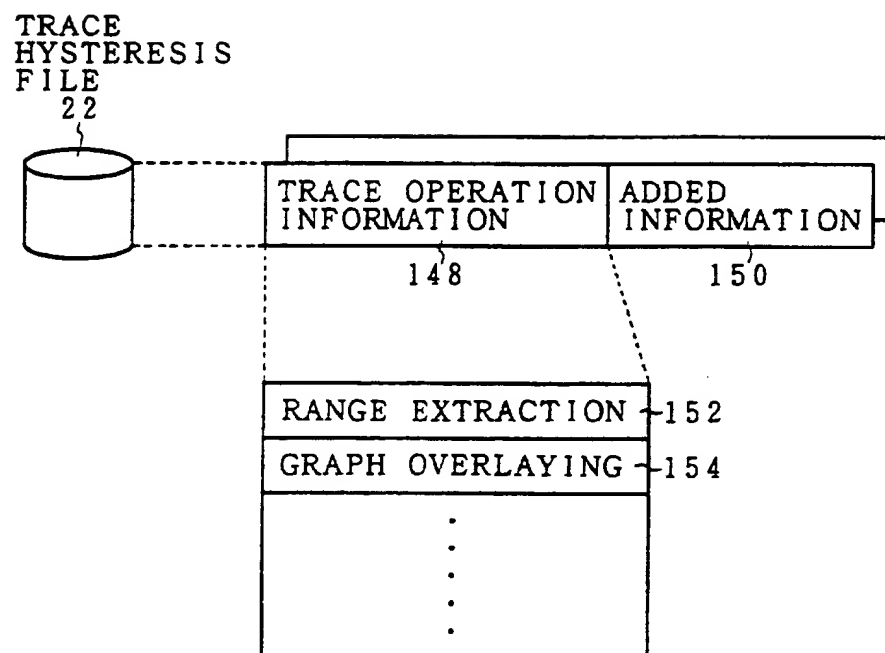 TRACE
HYSTERESIS
FILE
22
TRACE OPERATION
INFORMATION
ADDED
INFORMATION
148
150
RANGE EXTRACTION
152
GRAPH OVERLAYING
154